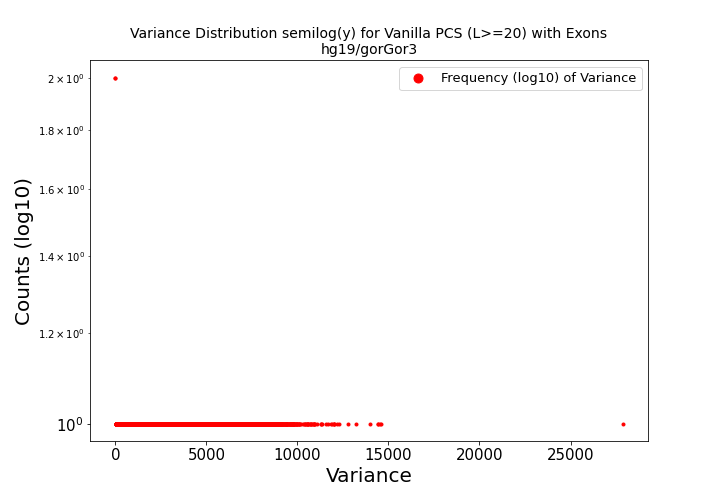 Variance Distribution semilog(y) for Vanilla PCS (L>=20) with Exons
hg19/gorGor3
Frequency (log10) of Variance
Counts (log10)
2 × 10⁰
1.8 × 10⁰
1.6 × 10⁰
1.4 × 10⁰
1.2 × 10⁰
10⁰
0 5000 10000 15000 20000 25000
Variance